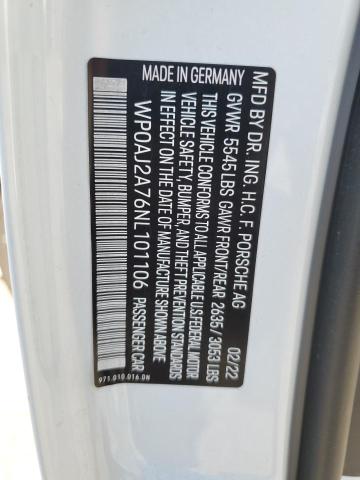 MFD BY DR. ING. H.C. F. PORSCHE AG
GVWR 5545 LBS GAWR FRONT/REAR 2635/3053 LBS
THIS VEHICLE CONFORMS TO ALL APPLICABLE U.S.FEDERAL MOTOR
VEHICLE SAFETY, BUMPER, AND THEFT PREVENTION STANDARDS
IN EFFECT ON THE DATE OF MANUFACTURE SHOWN ABOVE
02/22
MADE IN GERMANY
WP0AJ2A76NL101106 PASSENGER CAR
971.010.016.0N